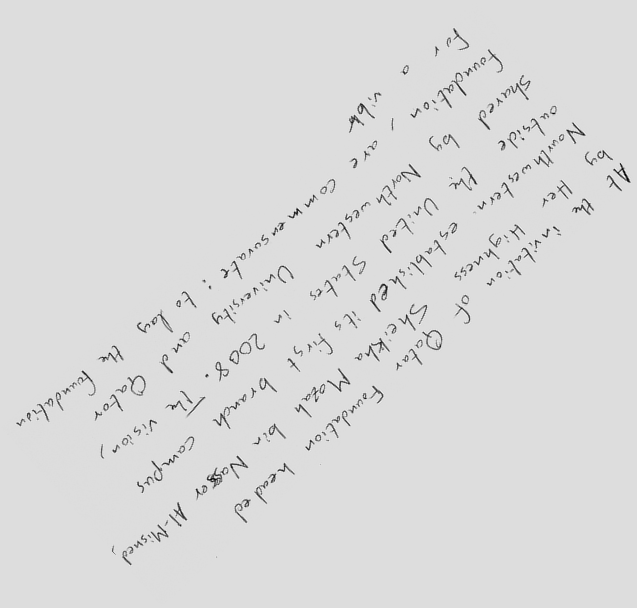 At the invitation of Qatar Foundation headed
by Her Highness Sheikha Mozah bin Nasser Al-Misned,
Northwestern. established its first branch campus
outside the United States in 2008. The vision,
shared by Northwestern University and Qatar
Foundation, are commensurate: today the foundation
for a vibr